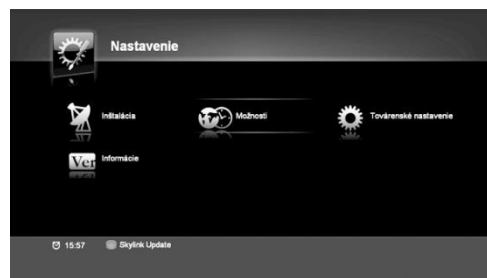 Nastavenie
Inštalácia
Možnosti
Továrenské nastavenie
Ver
Informácie
15:57
Skylink Update